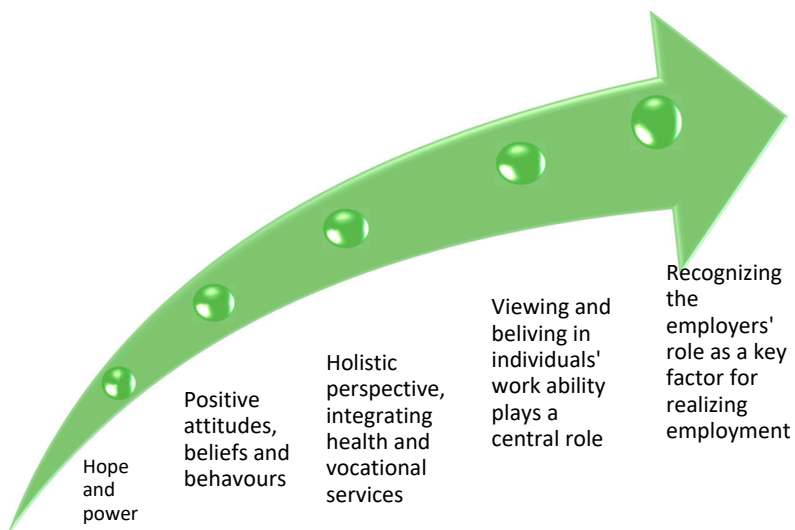 Hope
and
power
Positive
attitudes,
beliefs and
behavours
Holistic
perspective,
integrating
health and
vocational
services
Viewing and
beliving in
individuals'
work ability
plays a
central role
Recognizing
the
employers'
role as a key
factor for
realizing
employment